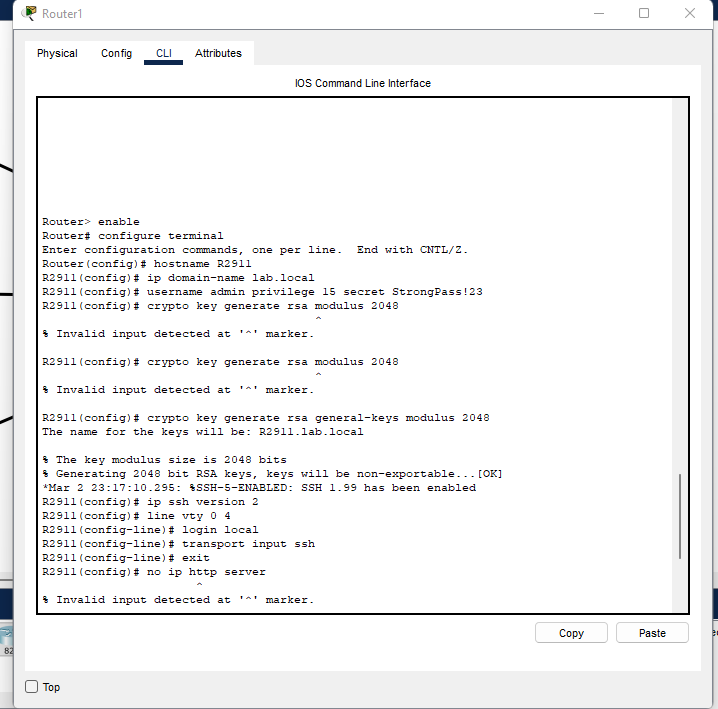 Router1
Physical Config CLI Attributes
IOS Command Line Interface
Router> enable
Router# configure terminal
Enter configuration commands, one per line.  End with CNTL/Z.
Router(config)# hostname R2911
R2911(config)# ip domain-name lab.local
R2911(config)# username admin privilege 15 secret StrongPass!23
R2911(config)# crypto key generate rsa modulus 2048
^
% Invalid input detected at '^' marker.
R2911(config)# crypto key generate rsa modulus 2048
^
% Invalid input detected at '^' marker.
R2911(config)# crypto key generate rsa general-keys modulus 2048
The name for the keys will be: R2911.lab.local
% The key modulus size is 2048 bits
% Generating 2048 bit RSA keys, keys will be non-exportable...[OK]
*Mar 2 23:17:10.295: %SSH-5-ENABLED: SSH 1.99 has been enabled
R2911(config)# ip ssh version 2
R2911(config)# line vty 0 4
R2911(config-line)# login local
R2911(config-line)# transport input ssh
R2911(config-line)# exit
R2911(config)# no ip http server
^
% Invalid input detected at '^' marker.
Copy Paste
82
Top